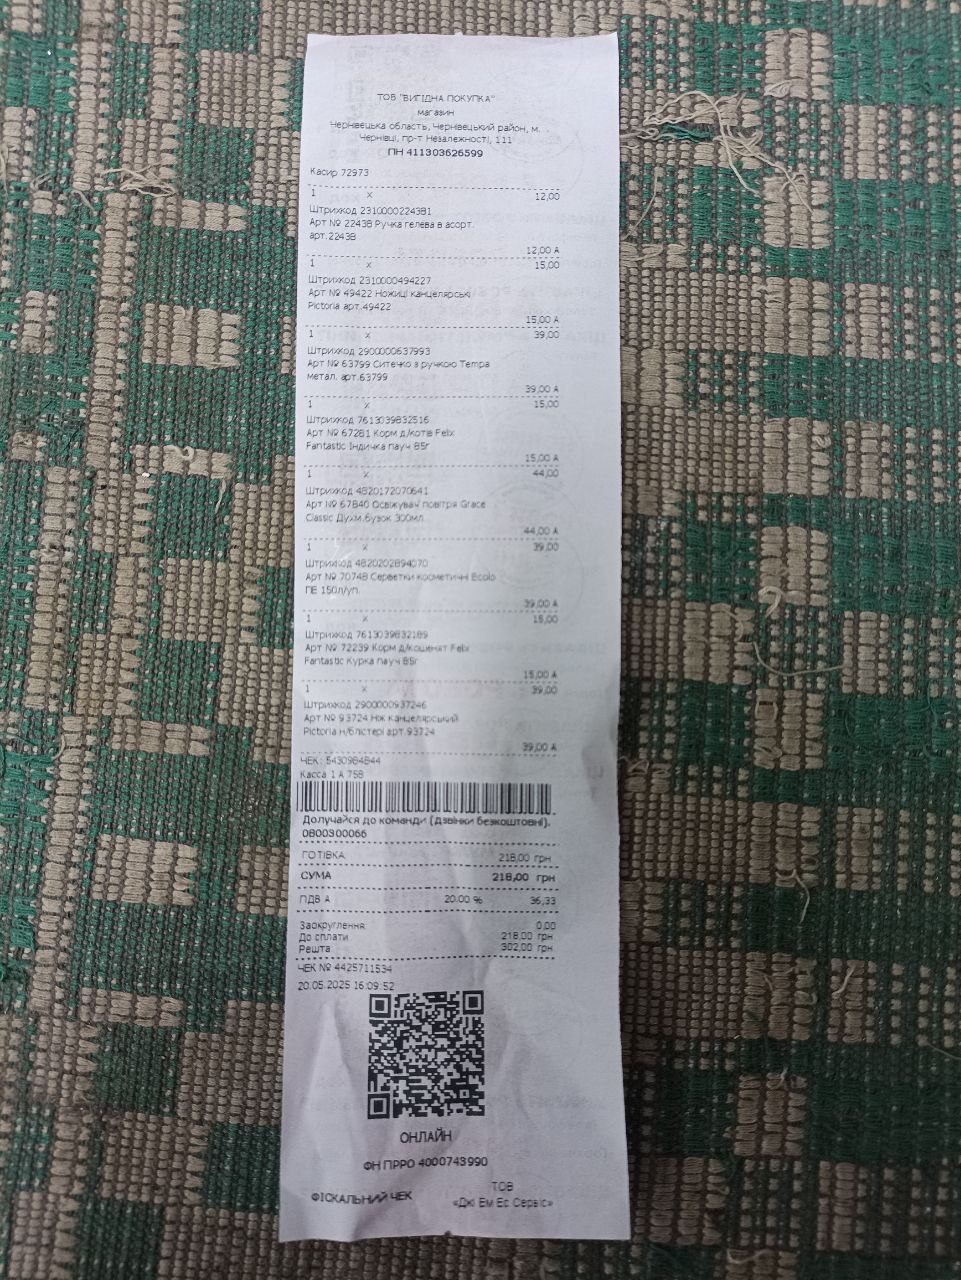 ТОВ "ВИГІДНА ПОКУПКА"
магазин
Чернівецька область, Чернівецький район, м.
Чернівці, пр-т Незалежності, 111
ПН 411303626599
Касир 72973
1 x 12,00
Штрихкод 2310000224381
Арт № 22438 Ручка гелева в асорт.
арт.22438
12,00 А
1 x 15,00
Штрихкод 2310000494227
Арт № 49422 Ножиці канцелярські
Pictoria арт.49422
15,00 А
1 x 39,00
Штрихкод 2900000637993
Арт № 63799 Ситечко з ручкою Tempa
метал. арт.63799
39,00 А
1 x 15,00
Штрихкод 7613039832516
Арт № 67281 Корм д/котів Felix
Fantastic Індичка пауч 85г
15,00 А
1 x 44,00
Штрихкод 4820172070641
Арт № 67840 Освіжувач повітря Grace
Classic Духм.бузок 300мл
44,00 А
1 x 39,00
Штрихкод 4820202894070
Арт № 70748 Серветки косметичні Ecolo
ПЕ 150л/уп.
39,00 А
1 x 15,00
Штрихкод 7613039832189
Арт № 72239 Корм д/кошенят Felix
Fantastic Курка пауч 85г
15,00 А
1 x 39,00
Штрихкод 2900000937246
Арт № 93724 Ніж канцелярський
Pictoria н/блістері арт.93724
39,00 А
ЧЕК: 5430984844
Касса 1 А 758
Долучайся до команди (дзвінки безкоштовні).
0800300066
ГОТІВКА 218,00 грн
СУМА 218,00 грн
ПДВ А 20.00 % 36,33
Заокруглення: 0,00
До сплати 218,00 грн
Решта: 302,00 грн
ЧЕК № 4425711534
20.05.2025 16:09:52
ОНЛАЙН
ФН ПРРО 4000743990
ФІСКАЛЬНИЙ ЧЕК
ТОВ
«Джі Ем Ес Сервіс»